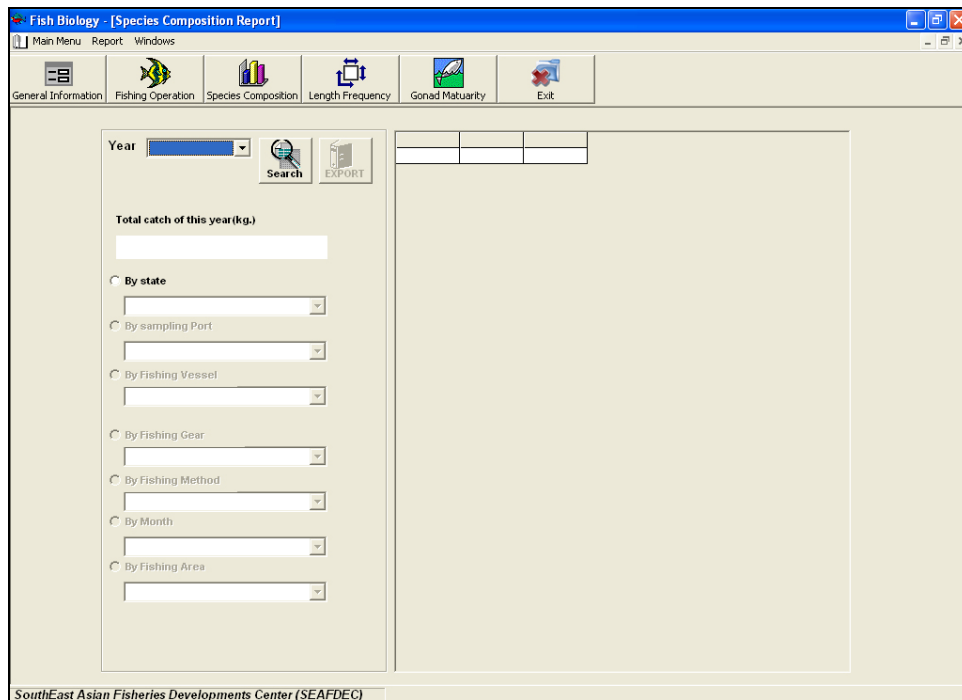 Fish Biology - [Species Composition Report]
Main Menu Report Windows
General Information Fishing Operation Species Composition Length Frequency Gonad Matuarity Exit
Year
Search EXPORT
Total catch of this year(kg.)
By state
By sampling Port
By Fishing Vessel
By Fishing Gear
By Fishing Method
By Month
By Fishing Area
SouthEast Asian Fisheries Developments Center (SEAFDEC)